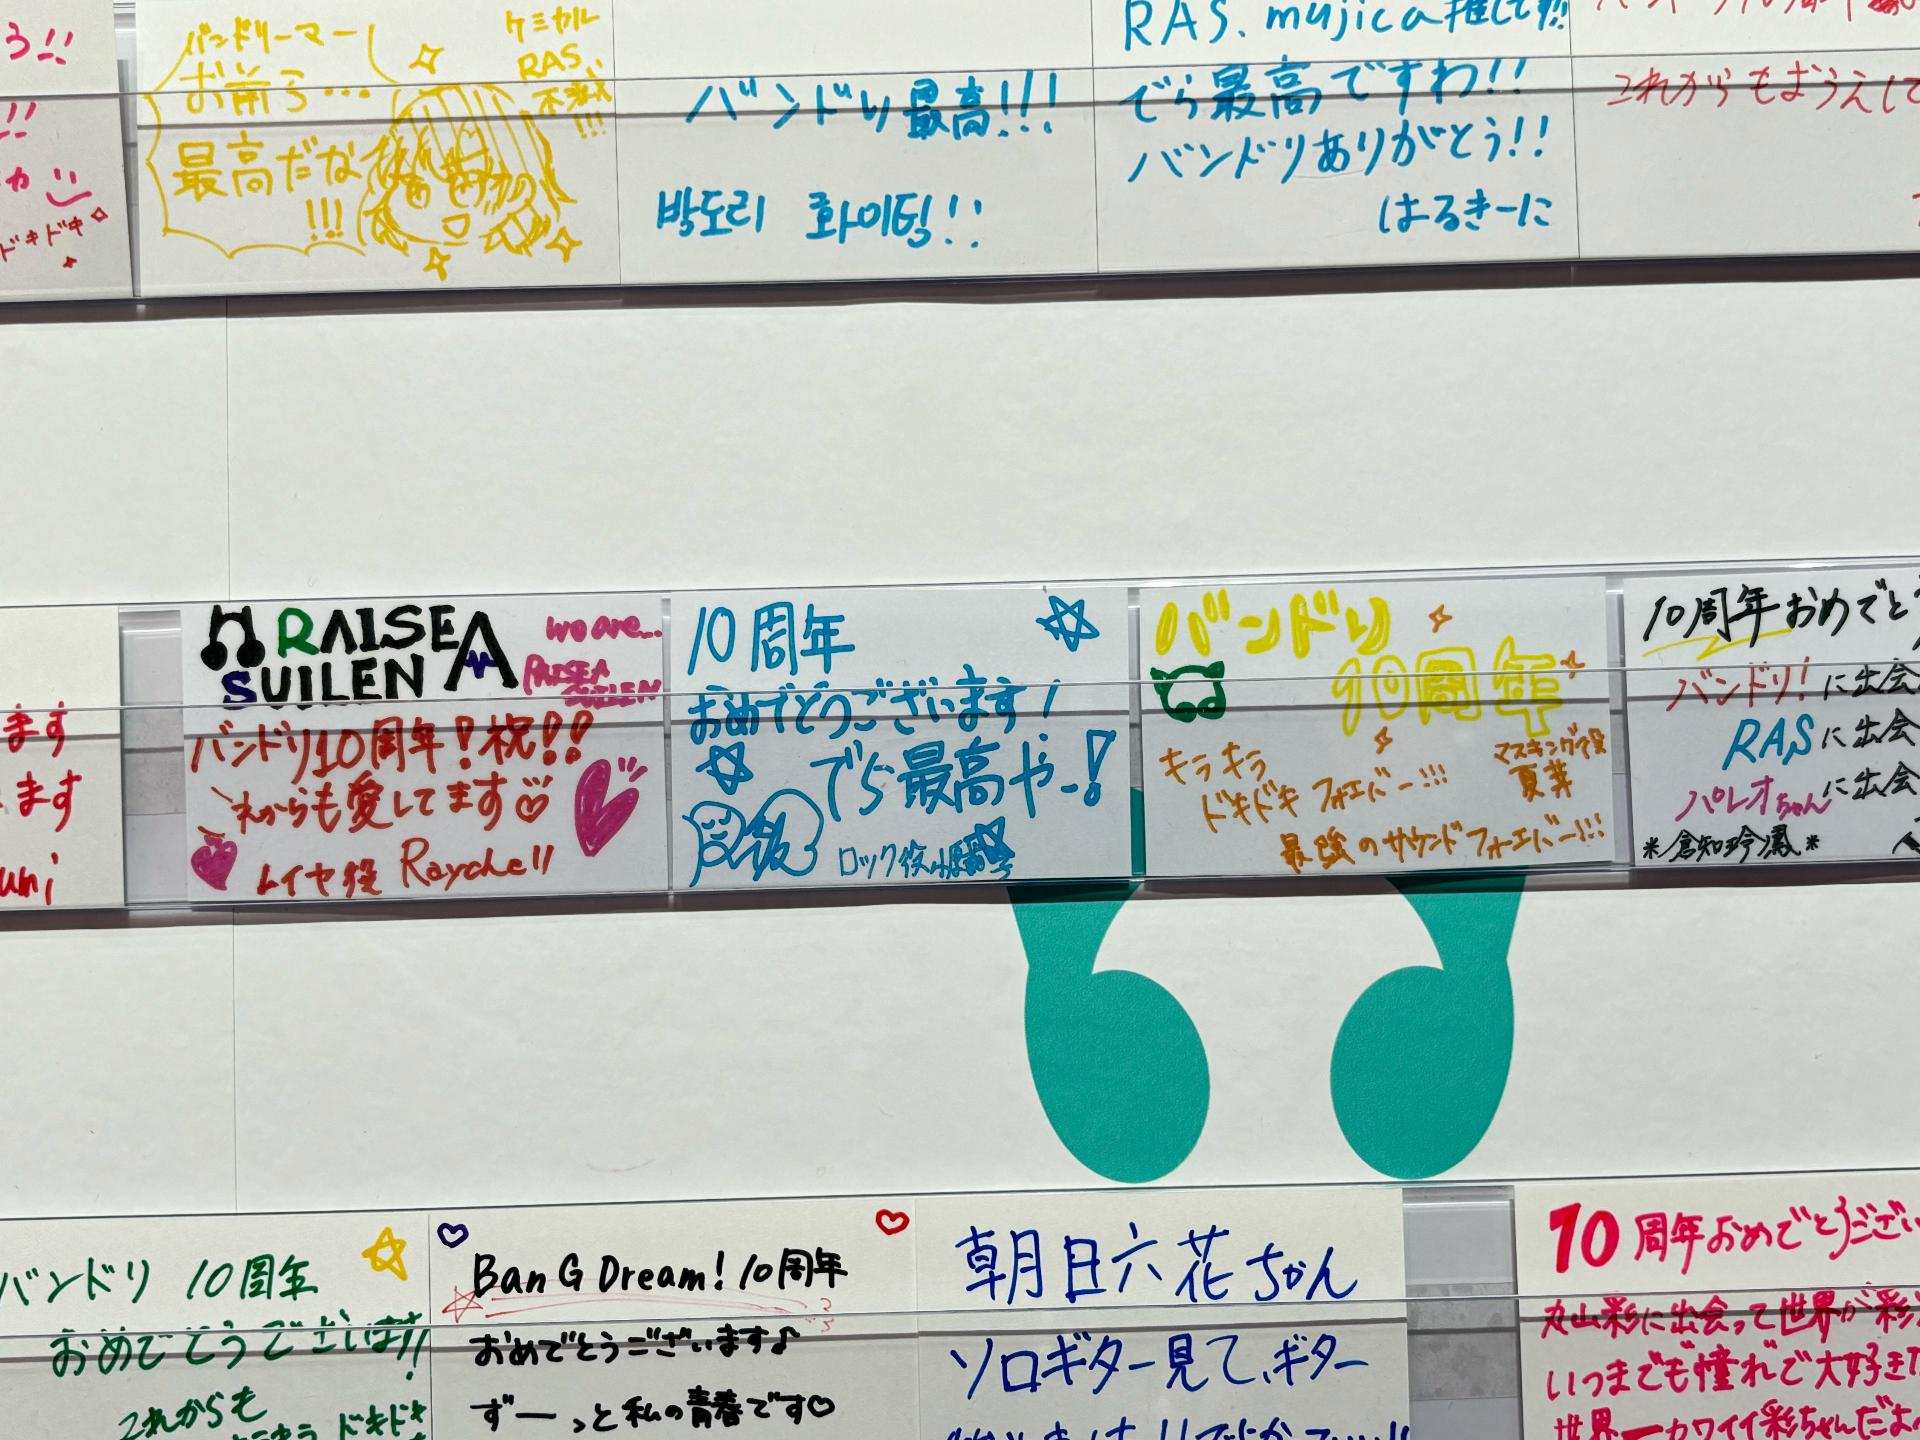 バンドリーマー
お前ら…
最高だな
!!!
ケミカル
RAS
不滅
!!!
バンドリ最高!!!
박도리 화이팅!!
RAS、mujica推しです!!
でら最高ですわ!!
バンドリありがとう!!
はるきーに
これからもおうえして
ろ!!
!!
ドキドキ
RAISE A
SUILEN
we are…
RAISE A
SUILEN
バンドリ10周年!祝!!
これからも愛してます♡
レイヤ役 Raychell
10周年
おめでとうございます!
でら最高やー!
ロック役
バンドリ
10周年
キラキラ
ドキドキフォエバー!!!
マスキング役
夏芽
最強のサウンドフォエバー!!!
10周年おめでと
バンドリ!に出会
RASに出会
パレオちゃんに出会
*倉知玲鳳*
ます
ます
umi
バンドリ 10周年
おめでとうございます!!
これからも
ドキドキ
BanG Dream! 10周年
おめでとうございます♪
ず――っと私の青春です♡
朝日六花ちゃん
ソロギター見て、ギター
10周年おめでとうござい
丸山彩に出会って世界が彩
いつまでも憧れで大好きな
世界一カワイイ彩ちゃんだよ